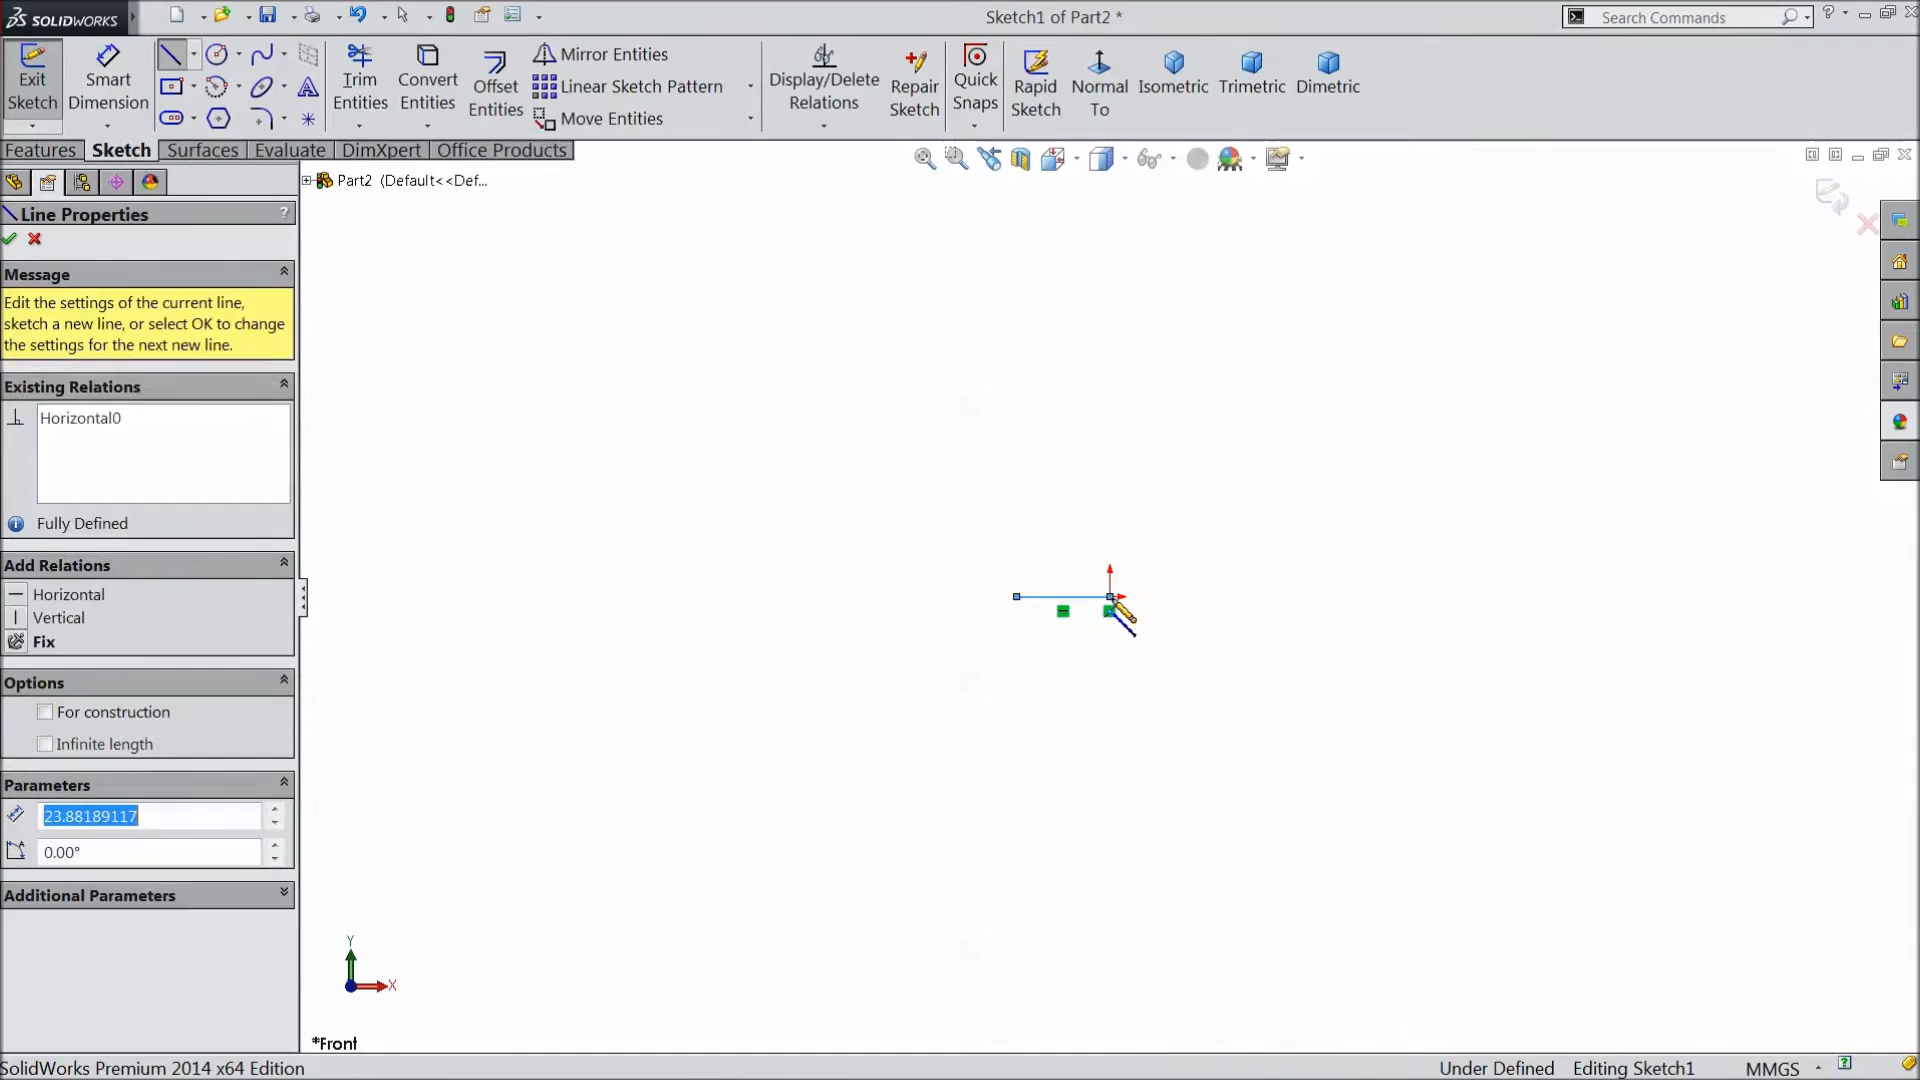 SOLIDWORKS
Sketch1 of Part2 *
Search Commands
Exit Sketch
Smart Dimension
Trim Entities
Convert Entities
Offset Entities
Mirror Entities
Linear Sketch Pattern
Move Entities
Display/Delete Relations
Repair Sketch
Quick Snaps
Rapid Sketch
Normal To
Isometric
Trimetric
Dimetric
Features Sketch Surfaces Evaluate DimXpert Office Products
Part2 (Default<<Def...
Line Properties ?
Message
Edit the settings of the current line,
sketch a new line, or select OK to change
the settings for the next new line.
Existing Relations
Horizontal0
Fully Defined
Add Relations
Horizontal
Vertical
Fix
Options
For construction
Infinite length
Parameters
23.88189117
0.00°
Additional Parameters
Y
X
*Front
SolidWorks Premium 2014 x64 Edition
Under Defined Editing Sketch1 MMGS